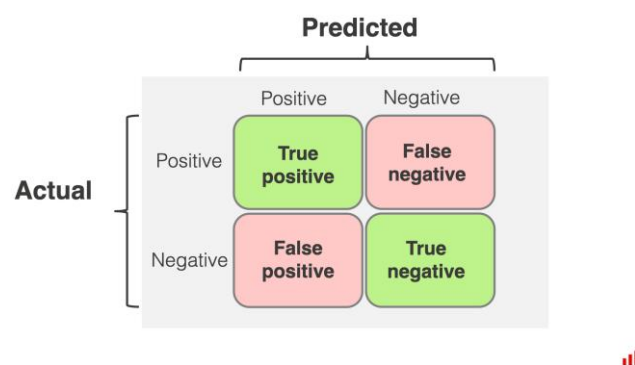 Predicted
Positive Negative
Positive
True
positive
False
negative
Actual
Negative
False
positive
True
negative